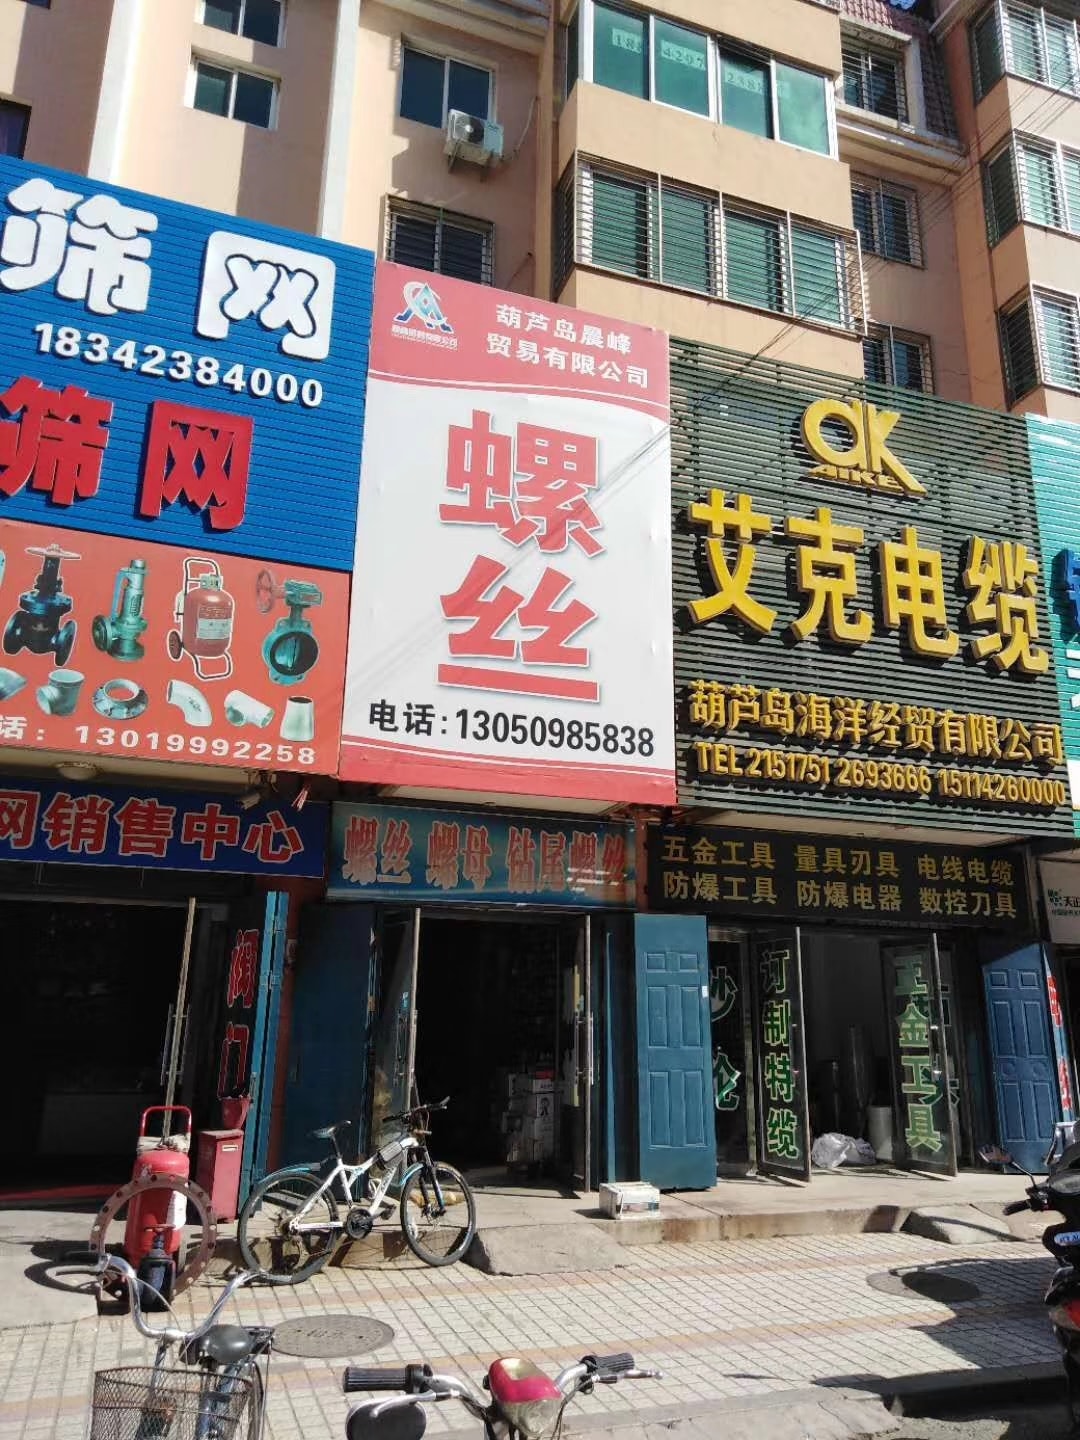 筛网
18342384000
筛网
话: 13019992258
网销售中心
阀门
葫芦岛晨峰
贸易有限公司
螺
丝
电话:13050985838
螺丝 螺母 钻尾螺丝
AK
AIKE
艾克电缆
葫芦岛海洋经贸有限公司
TEL 2151751 2693666 15114260000
五金工具 量具刃具 电线电缆
防爆工具 防爆电器 数控刀具
订制特缆
五金工具
天正